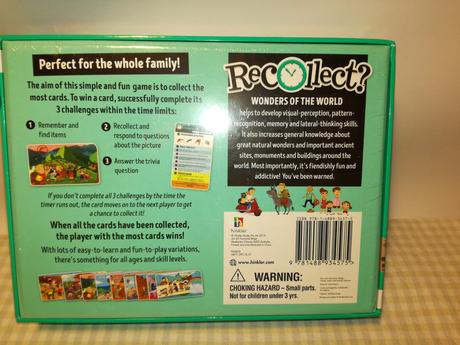 Perfect for the whole family!
The aim of this simple and fun game is to collect the
most cards. To win a card, successfully complete its
3 challenges within the time limits:
1 Remember and
find items
2 Recollect and
respond to questions
about the picture
3 Answer the trivia
question
If you don't complete all 3 challenges by the time the
timer runs out, the card moves on to the next player to get
a chance to collect it!
When all the cards have been collected,
the player with the most cards wins!
With lots of easy-to-learn and fun-to-play variations,
there's something for all ages and skill levels.
Recollect?
WONDERS OF THE WORLD
helps to develop visual-perception, pattern-
recognition, memory and lateral-thinking skills.
It also increases general knowledge about
great natural wonders and important ancient
sites, monuments and buildings around the
world. Most importantly, it's fiendishly fun and
addictive! You've been warned.
hinkler
www.hinkler.com
9 781488 934575 >
WARNING:
CHOKING HAZARD – Small parts.
Not for children under 3 yrs.